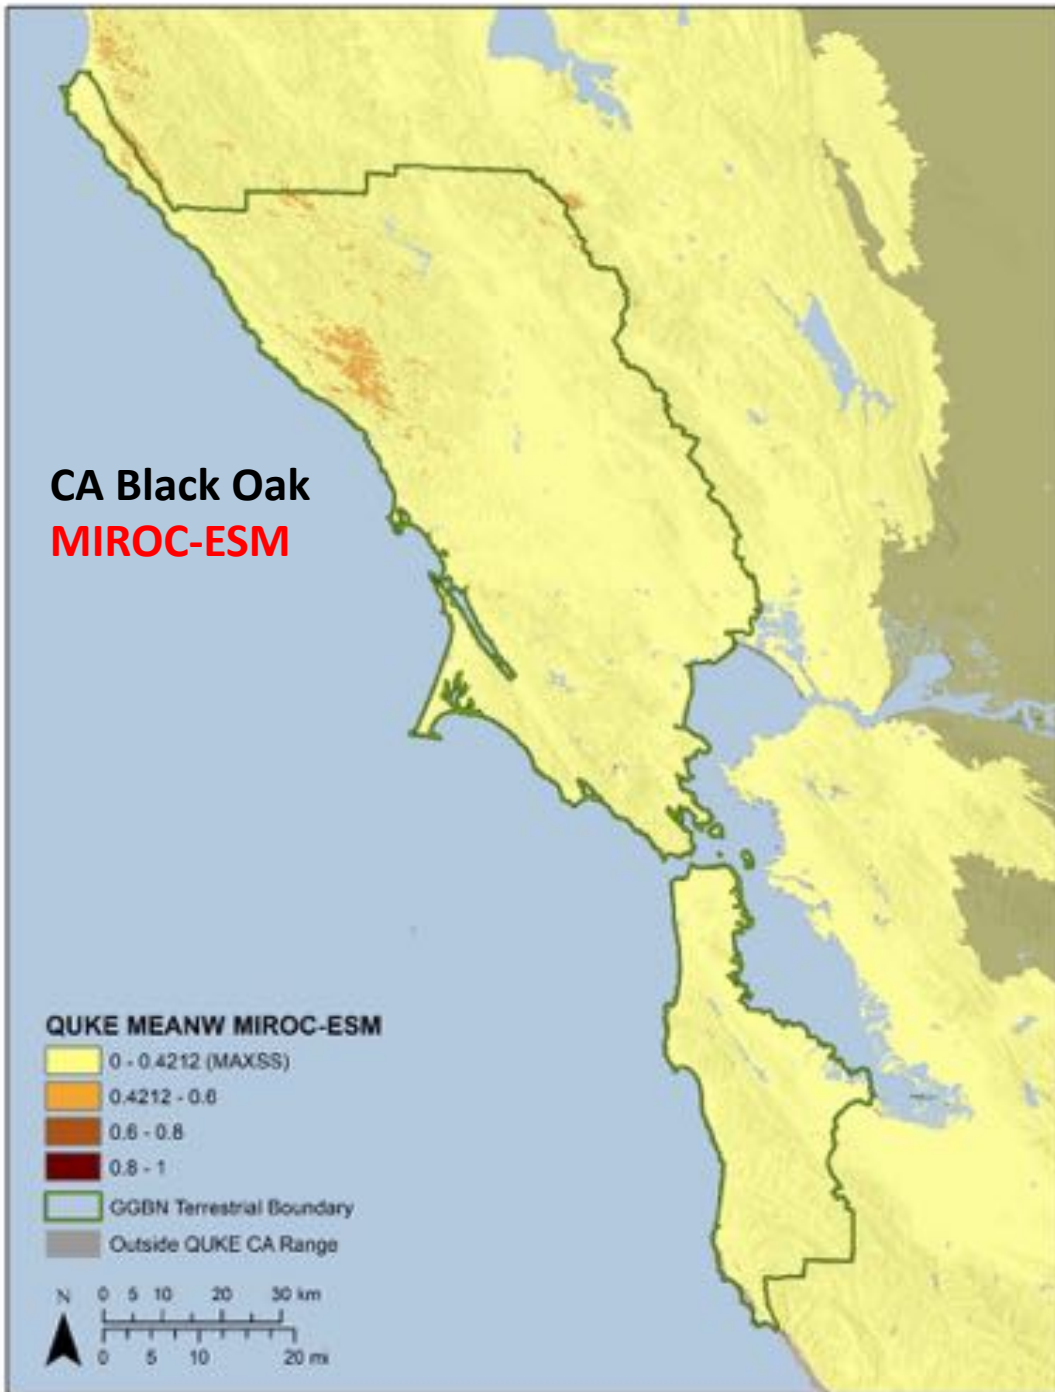 CA Black Oak
MIROC-ESM
QUKE MEANW MIROC-ESM
0 - 0.4212 (MAXSS)
0.4212 - 0.6
0.6 - 0.8
0.8 - 1
GGBN Terrestrial Boundary
Outside QUKE CA Range
N
0 5 10 20 30 km
0 5 10 20 mi